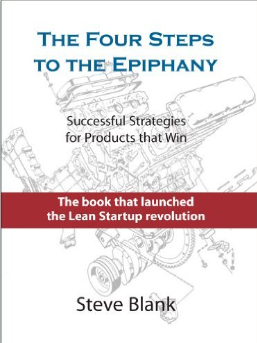 THE FOUR STEPS
TO THE EPIPHANY
Successful Strategies
for Products that Win
The book that launched
the Lean Startup revolution
Steve Blank